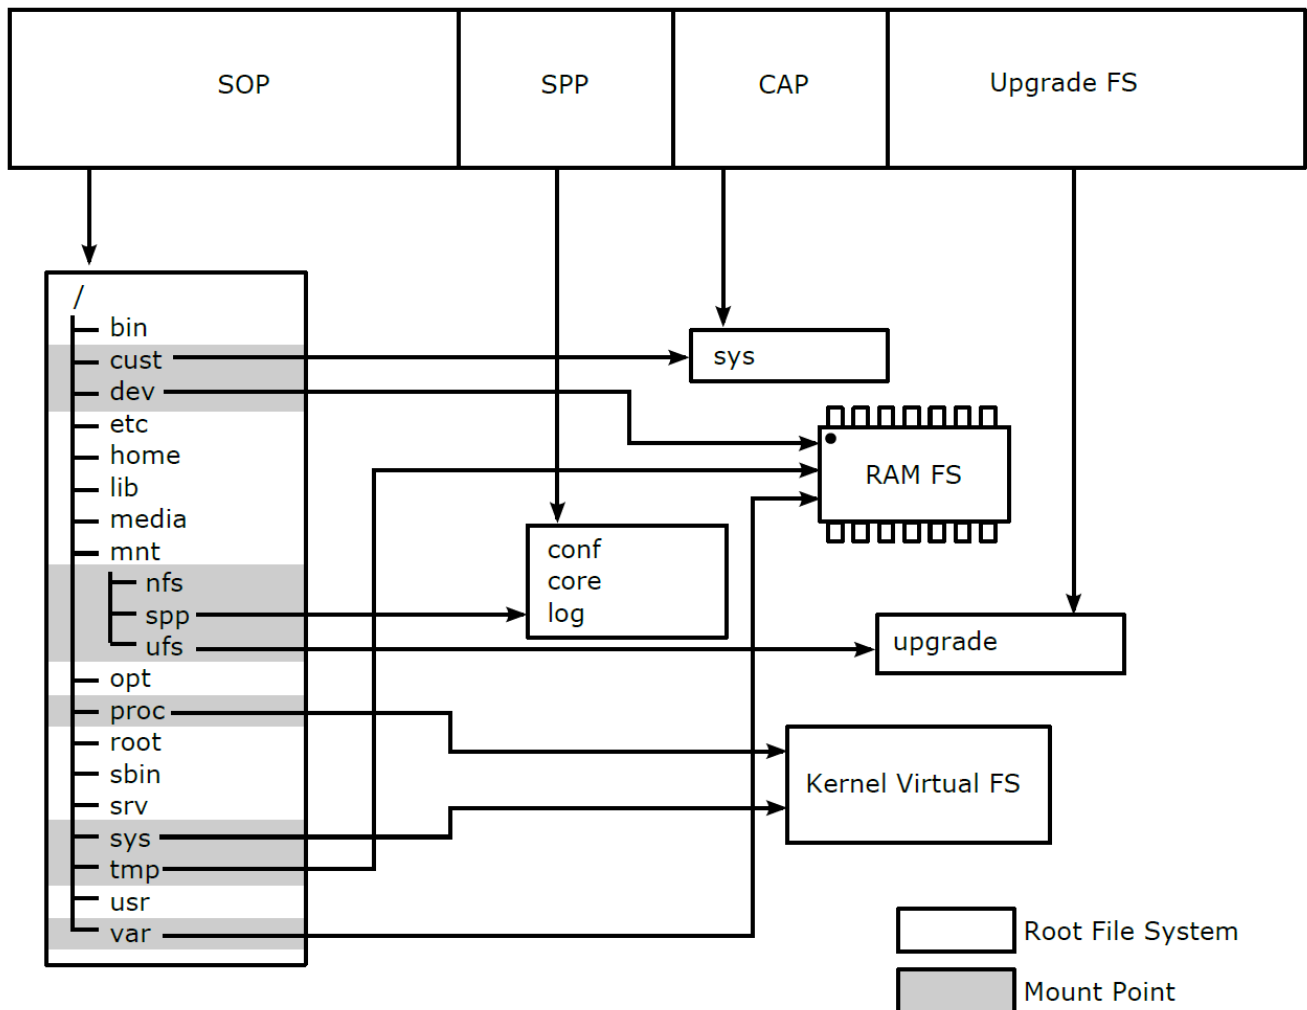 SOP
SPP
CAP
Upgrade FS
/
bin
cust
dev
etc
home
lib
media
mnt
nfs
spp
ufs
opt
proc
root
sbin
srv
sys
tmp
usr
var
sys
RAM FS
conf
core
log
upgrade
Kernel Virtual FS
Root File System
Mount Point